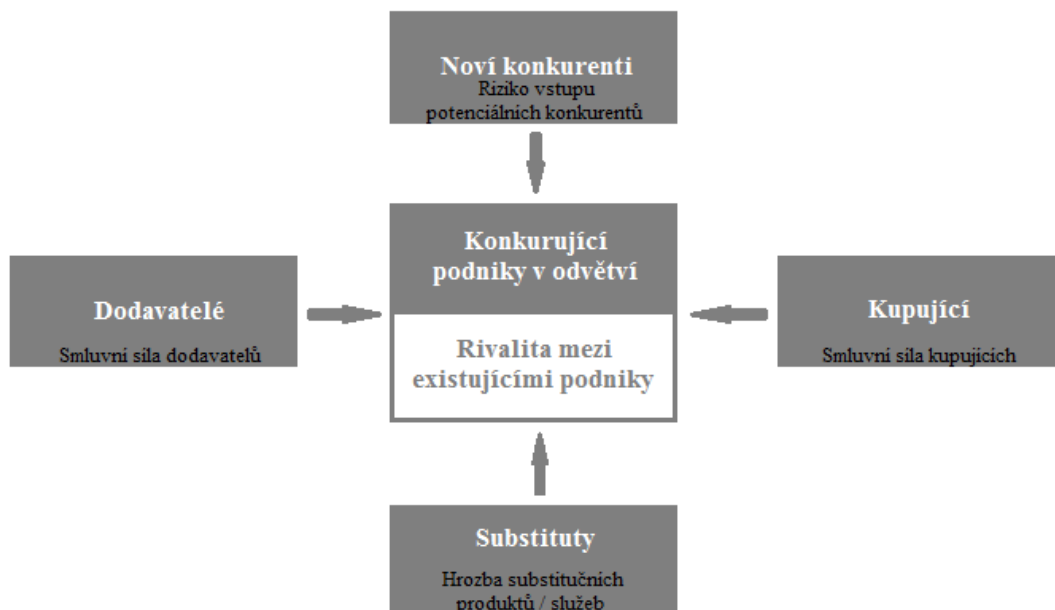 Noví konkurenti
Riziko vstupu
potenciálních konkurentů
Konkurující
podniky v odvětví
Dodavatelé
Smluvní síla dodavatelů
Rivalita mezi
existujícími podniky
Kupující
Smluvní síla kupujících
Substituty
Hrozba substitučních
produktů / služeb